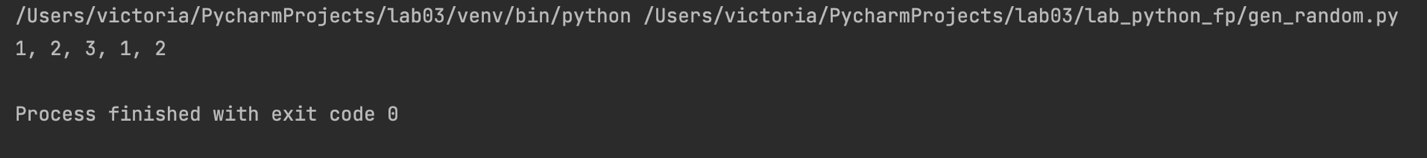 /Users/victoria/PycharmProjects/lab03/venv/bin/python /Users/victoria/PycharmProjects/lab03/lab_python_fp/gen_random.py
1, 2, 3, 1, 2
Process finished with exit code 0